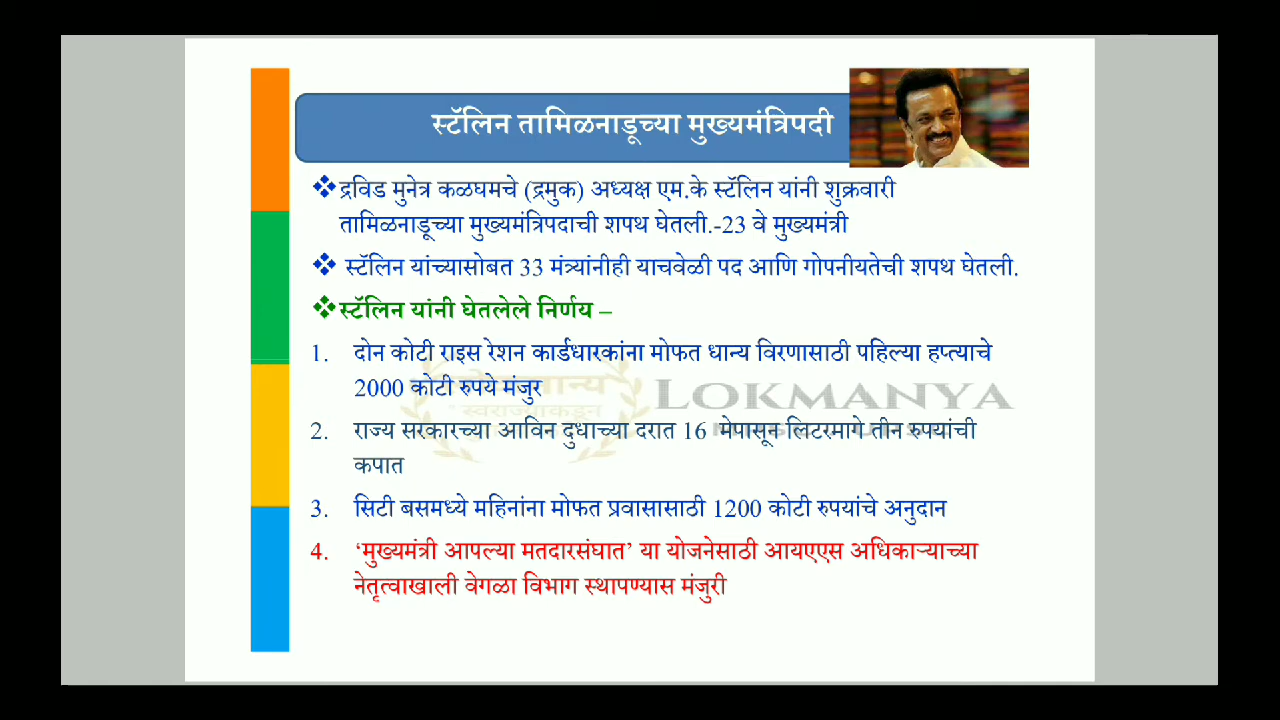 स्टॅलिन तामिळनाडूच्या मुख्यमंत्रिपदी
❖द्रविड मुनेत्र कळघमचे (द्रमुक) अध्यक्ष एम.के स्टॅलिन यांनी शुक्रवारी
तामिळनाडूच्या मुख्यमंत्रिपदाची शपथ घेतली.-23 वे मुख्यमंत्री
❖ स्टॅलिन यांच्यासोबत 33 मंत्र्यांनीही याचवेळी पद आणि गोपनीयतेची शपथ घेतली.
❖स्टॅलिन यांनी घेतलेले निर्णय –
1. दोन कोटी राइस रेशन कार्डधारकांना मोफत धान्य विरणासाठी पहिल्या हप्त्याचे
2000 कोटी रुपये मंजुर
LOKMANYA
2. राज्य सरकारच्या आविन दुधाच्या दरात 16 मेपासून लिटरमागे तीन रुपयांची
कपात
3. सिटी बसमध्ये महिनांना मोफत प्रवासासाठी 1200 कोटी रुपयांचे अनुदान
4. ‘मुख्यमंत्री आपल्या मतदारसंघात’ या योजनेसाठी आयएएस अधिकाऱ्याच्या
नेतृत्वाखाली वेगळा विभाग स्थापण्यास मंजुरी